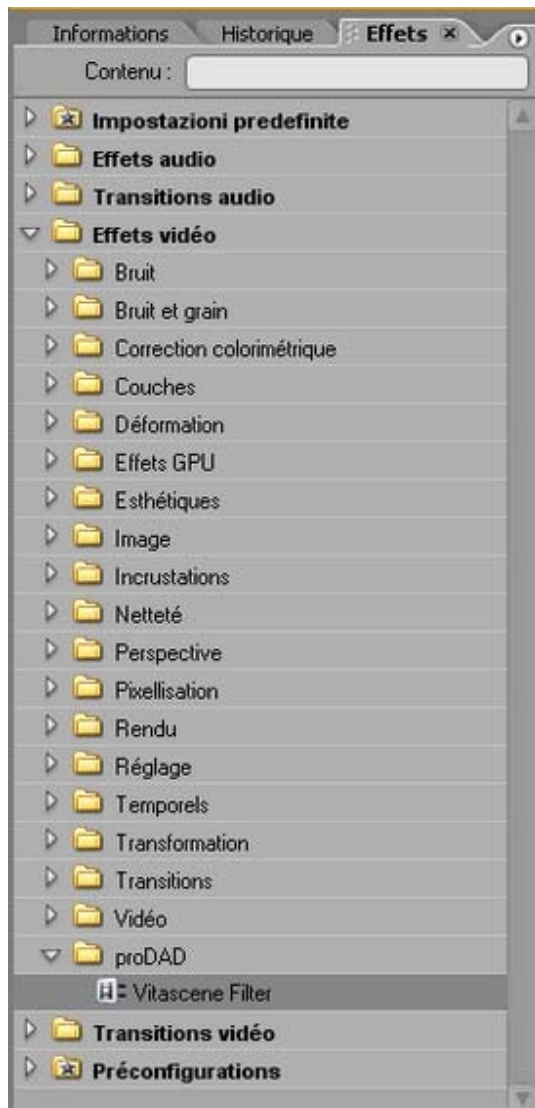 Informations Historique Effets
Contenu :
Impostazioni predefinite
Effets audio
Transitions audio
Effets vidéo
Bruit
Bruit et grain
Correction colorimétrique
Couches
Déformation
Effets GPU
Esthétiques
Image
Incrustations
Netteté
Perspective
Pixellisation
Rendu
Réglage
Temporels
Transformation
Transitions
Vidéo
proDAD
Vitascene Filter
Transitions vidéo
Préconfigurations